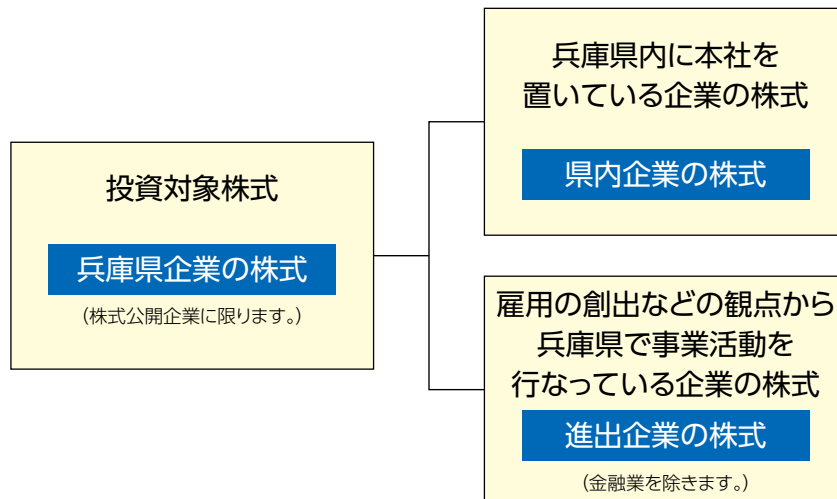 投資対象株式
兵庫県企業の株式
(株式公開企業に限ります。)
兵庫県内に本社を
置いている企業の株式
県内企業の株式
雇用の創出などの観点から
兵庫県で事業活動を
行なっている企業の株式
進出企業の株式
(金融業を除きます。)